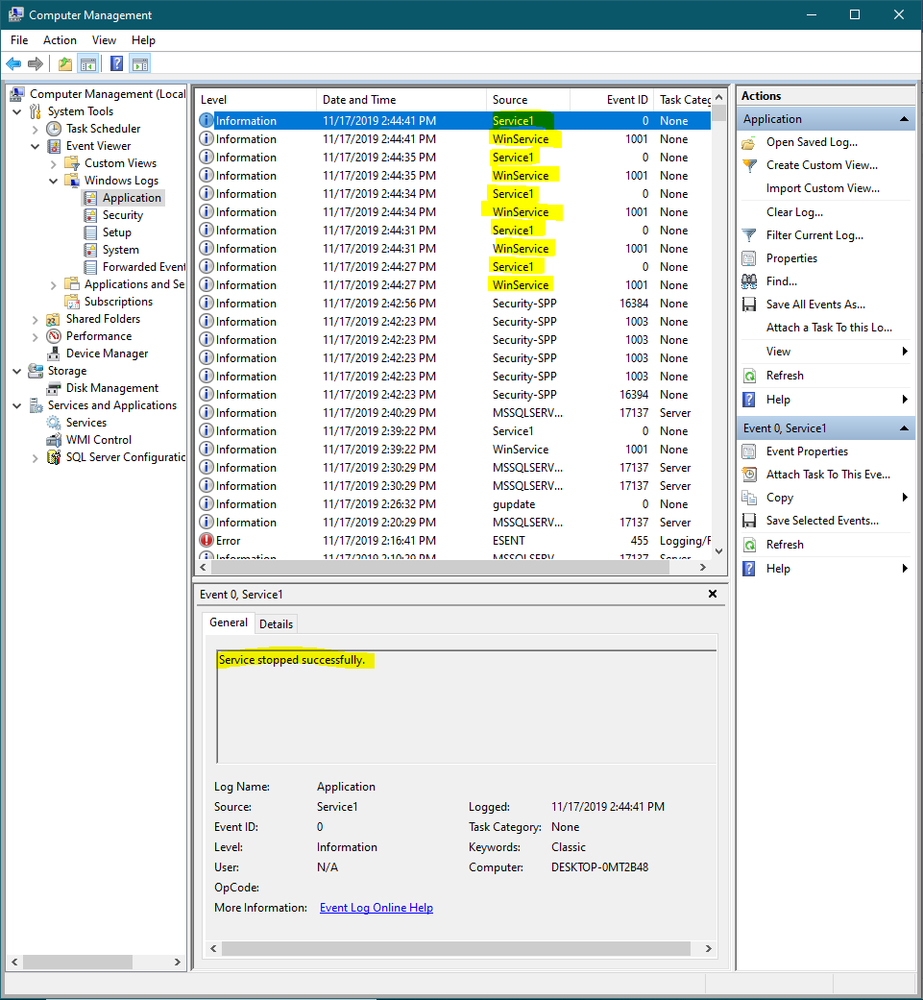 Computer Management
File Action View Help
Computer Management (Local
System Tools
Task Scheduler
Event Viewer
Custom Views
Windows Logs
Application
Security
Setup
System
Forwarded Event
Applications and Se
Subscriptions
Shared Folders
Performance
Device Manager
Storage
Disk Management
Services and Applications
Services
WMI Control
SQL Server Configuratic
Level Date and Time Source Event ID Task Categ
Information 11/17/2019 2:44:41 PM Service1 0 None
Information 11/17/2019 2:44:41 PM WinService 1001 None
Information 11/17/2019 2:44:35 PM Service1 0 None
Information 11/17/2019 2:44:35 PM WinService 1001 None
Information 11/17/2019 2:44:34 PM Service1 0 None
Information 11/17/2019 2:44:34 PM WinService 1001 None
Information 11/17/2019 2:44:31 PM Service1 0 None
Information 11/17/2019 2:44:31 PM WinService 1001 None
Information 11/17/2019 2:44:27 PM Service1 0 None
Information 11/17/2019 2:44:27 PM WinService 1001 None
Information 11/17/2019 2:42:56 PM Security-SPP 16384 None
Information 11/17/2019 2:42:23 PM Security-SPP 1003 None
Information 11/17/2019 2:42:23 PM Security-SPP 1003 None
Information 11/17/2019 2:42:23 PM Security-SPP 1003 None
Information 11/17/2019 2:42:23 PM Security-SPP 1003 None
Information 11/17/2019 2:42:23 PM Security-SPP 16394 None
Information 11/17/2019 2:40:29 PM MSSQLSERV... 17137 Server
Information 11/17/2019 2:39:22 PM Service1 0 None
Information 11/17/2019 2:39:22 PM WinService 1001 None
Information 11/17/2019 2:30:29 PM MSSQLSERV... 17137 Server
Information 11/17/2019 2:30:29 PM MSSQLSERV... 17137 Server
Information 11/17/2019 2:26:32 PM gupdate 0 None
Information 11/17/2019 2:20:29 PM MSSQLSERV... 17137 Server
Error 11/17/2019 2:16:41 PM ESENT 455 Logging/R
Information 11/17/2019 2:10:29 PM MSSQLSERV... 17137 Server
Event 0, Service1
General Details
Service stopped successfully.
Log Name: Application
Source: Service1 Logged: 11/17/2019 2:44:41 PM
Event ID: 0 Task Category: None
Level: Information Keywords: Classic
User: N/A Computer: DESKTOP-0MT2B48
OpCode:
More Information: Event Log Online Help
Actions
Application
Open Saved Log...
Create Custom View...
Import Custom View...
Clear Log...
Filter Current Log...
Properties
Find...
Save All Events As...
Attach a Task To this Lo...
View
Refresh
Help
Event 0, Service1
Event Properties
Attach Task To This Eve...
Copy
Save Selected Events...
Refresh
Help